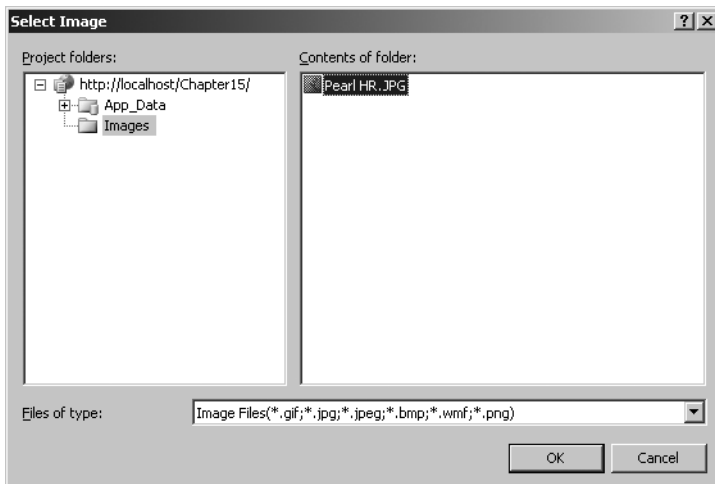 Select Image
Project folders:
Contents of folder:
http://localhost/Chapter15/
App_Data
Images
Pearl HR.JPG
Files of type:
Image Files(*.gif;*.jpg;*.jpeg;*.bmp;*.wmf;*.png)
OK
Cancel